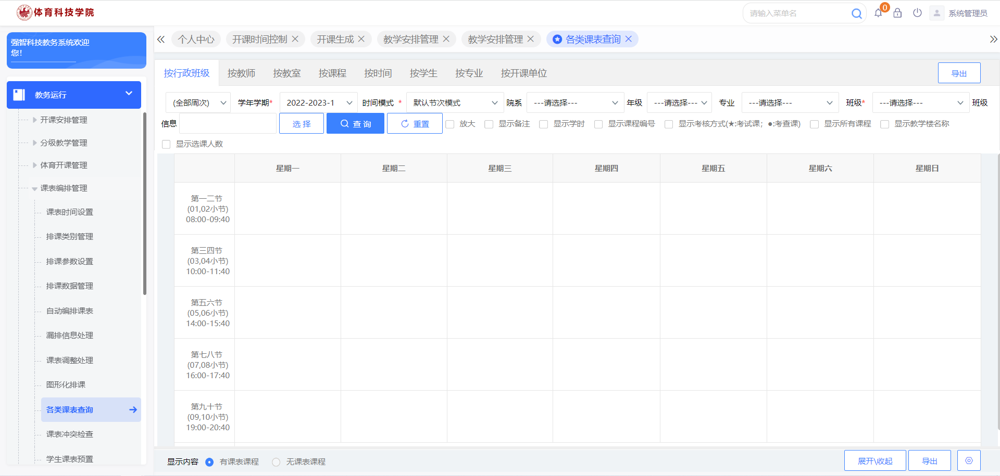 体育科技学院
请输入菜单名
0
系统管理员
强智科技教务系统欢迎
您!
个人中心
开课时间控制
开课生成
教学安排管理
教学安排管理
各类课表查询
教务运行
开课安排管理
分级教学管理
体育开课管理
课表编排管理
课表时间设置
排课类别管理
排课参数设置
排课数据管理
自动编排课表
漏排信息处理
课表调整处理
图形化排课
各类课表查询
课表冲突检查
学生课表预置
按行政班级 按教师 按教室 按课程 按时间 按学生 按专业 按开课单位
导出
(全部周次) 学年学期* 2022-2023-1 时间模式 * 默认节次模式 院系 ---请选择--- 年级 ---请选择--- 专业 ---请选择--- 班级* ---请选择--- 班级
信息 选 择 查 询 重置 放大 显示备注 显示学时 显示课程编号 显示考核方式(★:考试课；●:考查课) 显示所有课程 显示教学楼名称
显示选课人数
星期一 星期二 星期三 星期四 星期五 星期六 星期日
第一二节
(01,02小节)
08:00-09:40
第三四节
(03,04小节)
10:00-11:40
第五六节
(05,06小节)
14:00-15:40
第七八节
(07,08小节)
16:00-17:40
第九十节
(09,10小节)
19:00-20:40
显示内容 有课表课程 无课表课程
展开\收起 导出